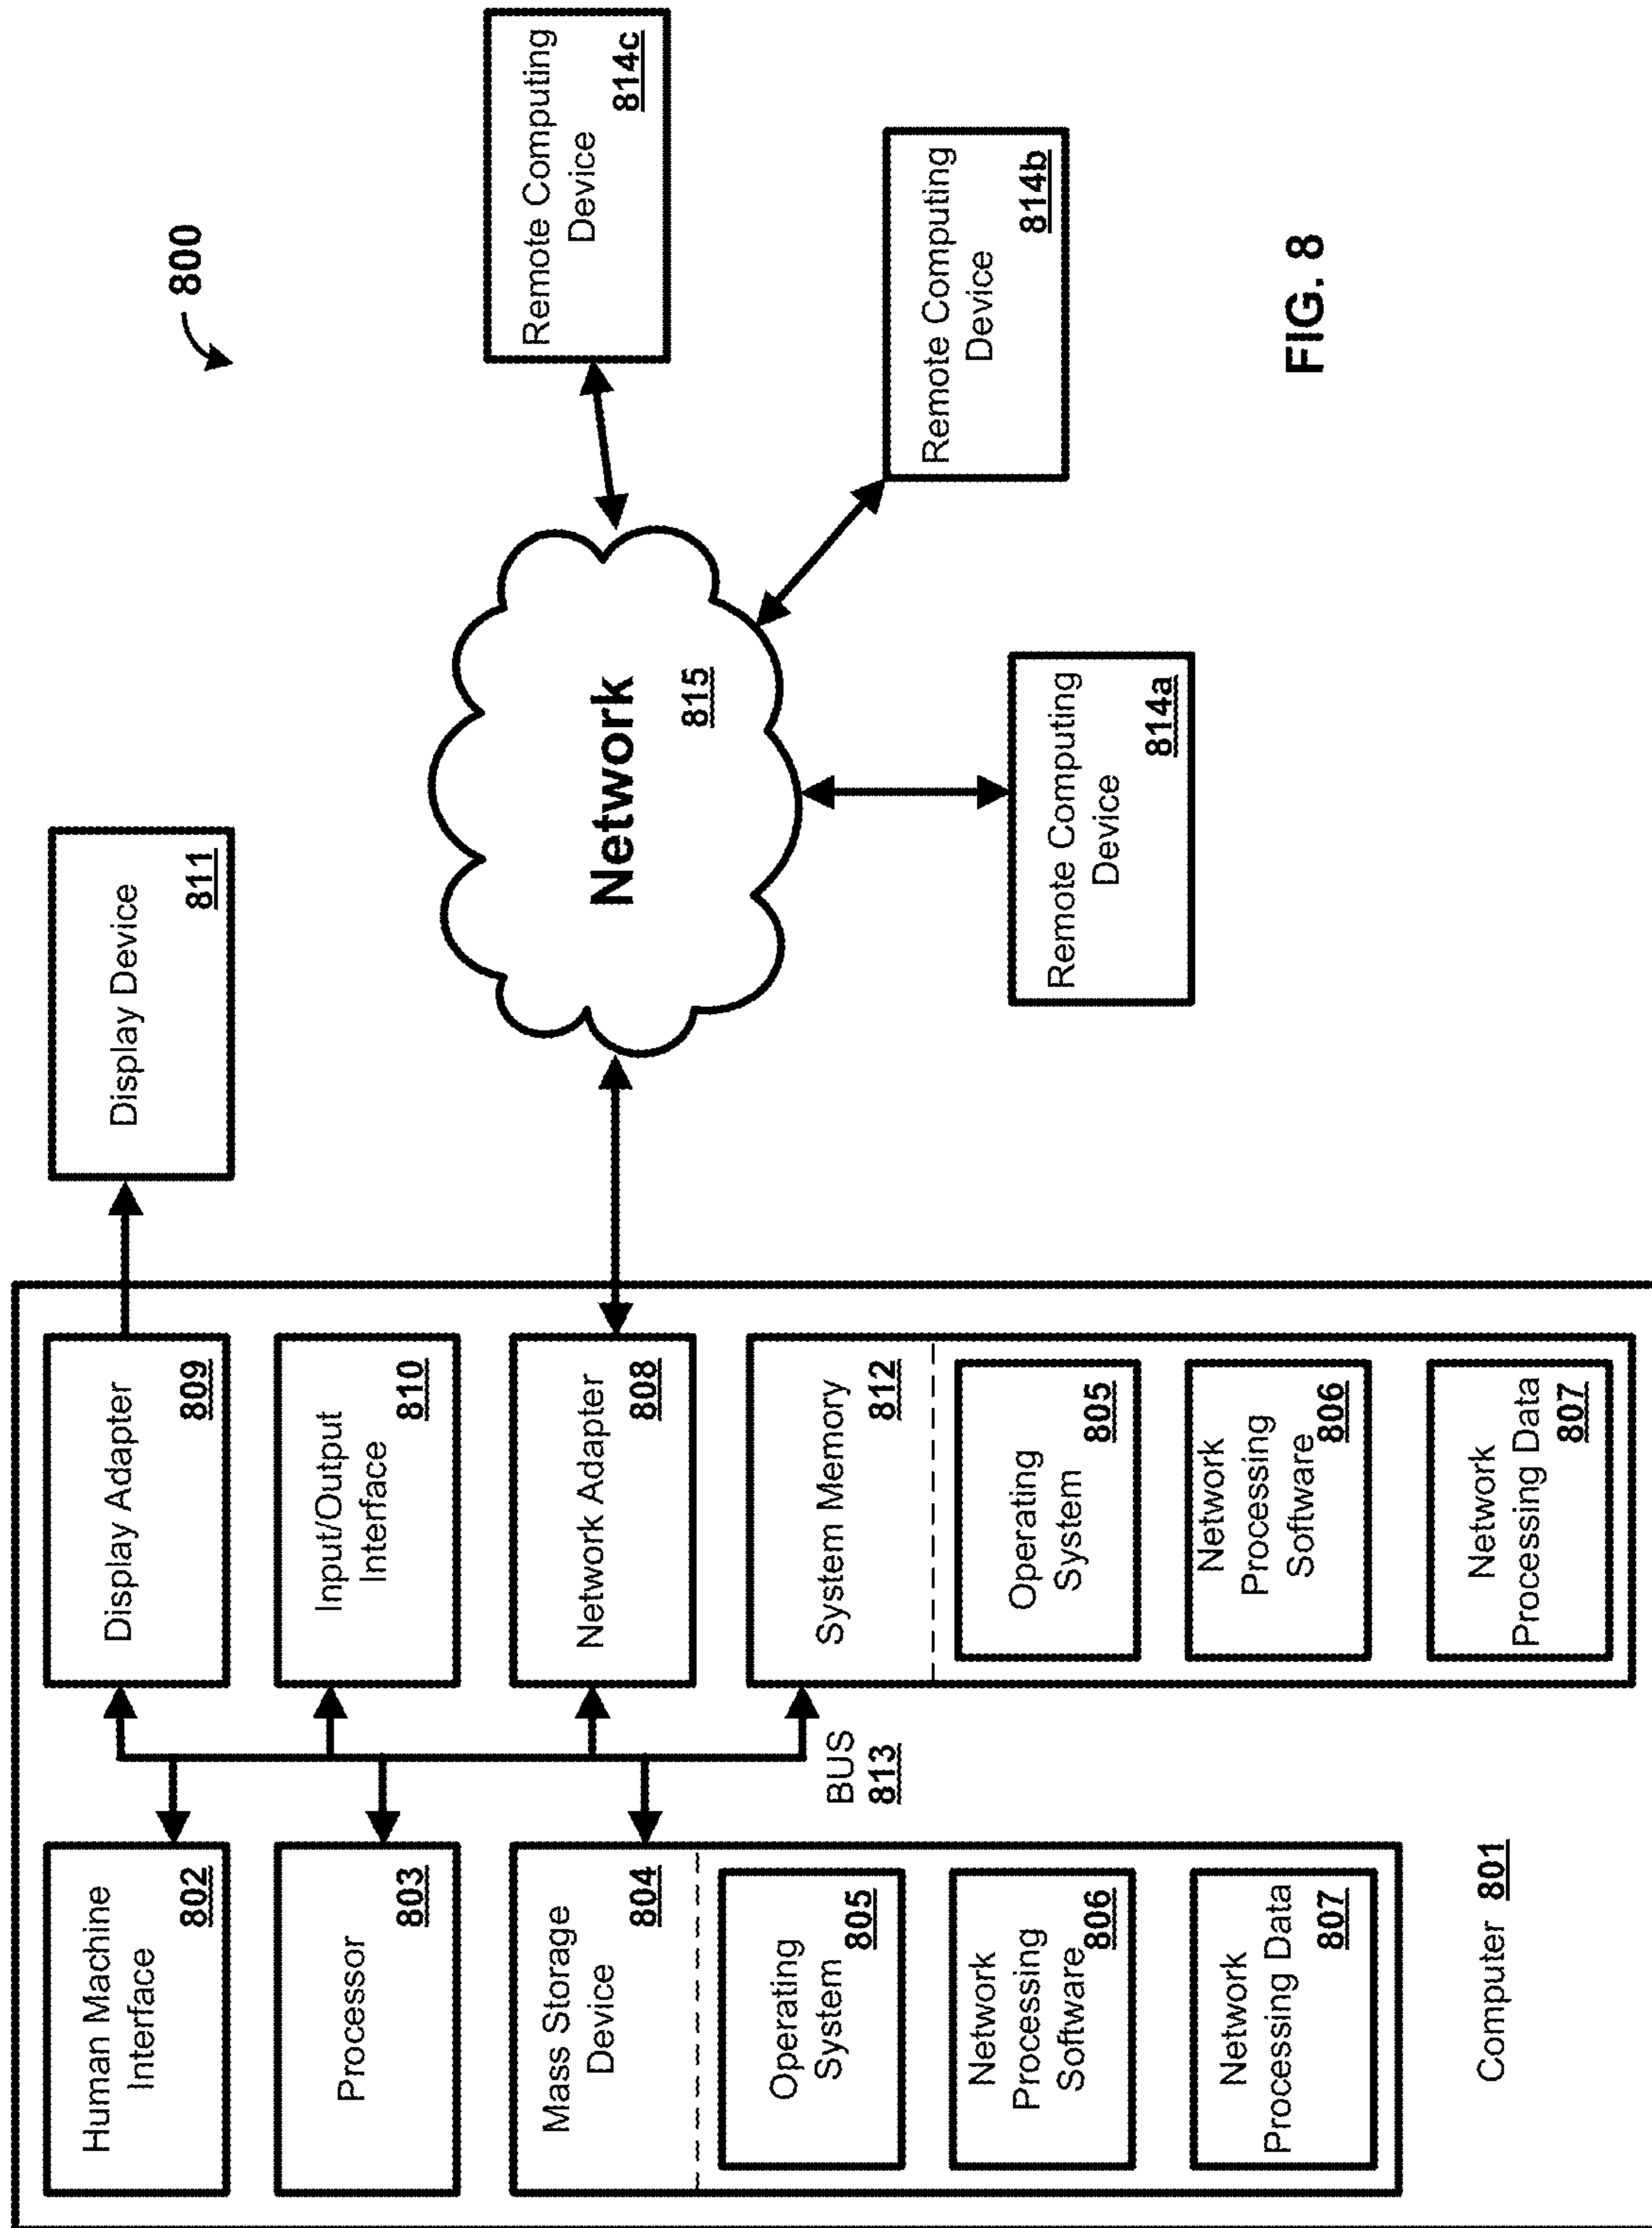 800
Human Machine
Interface
802
Processor
803
Mass Storage
Device
804
Operating
System
805
Network
Processing
Software
806
Network
Processing Data
807
Computer 801
BUS
813
Display Adapter
809
Input/Output
Interface
810
Network Adapter
808
System Memory
812
Operating
System
805
Network
Processing
Software
806
Network
Processing Data
807
Display Device
811
Network
815
Remote Computing
Device
814a
Remote Computing
Device
814b
Remote Computing
Device
814c
FIG. 8